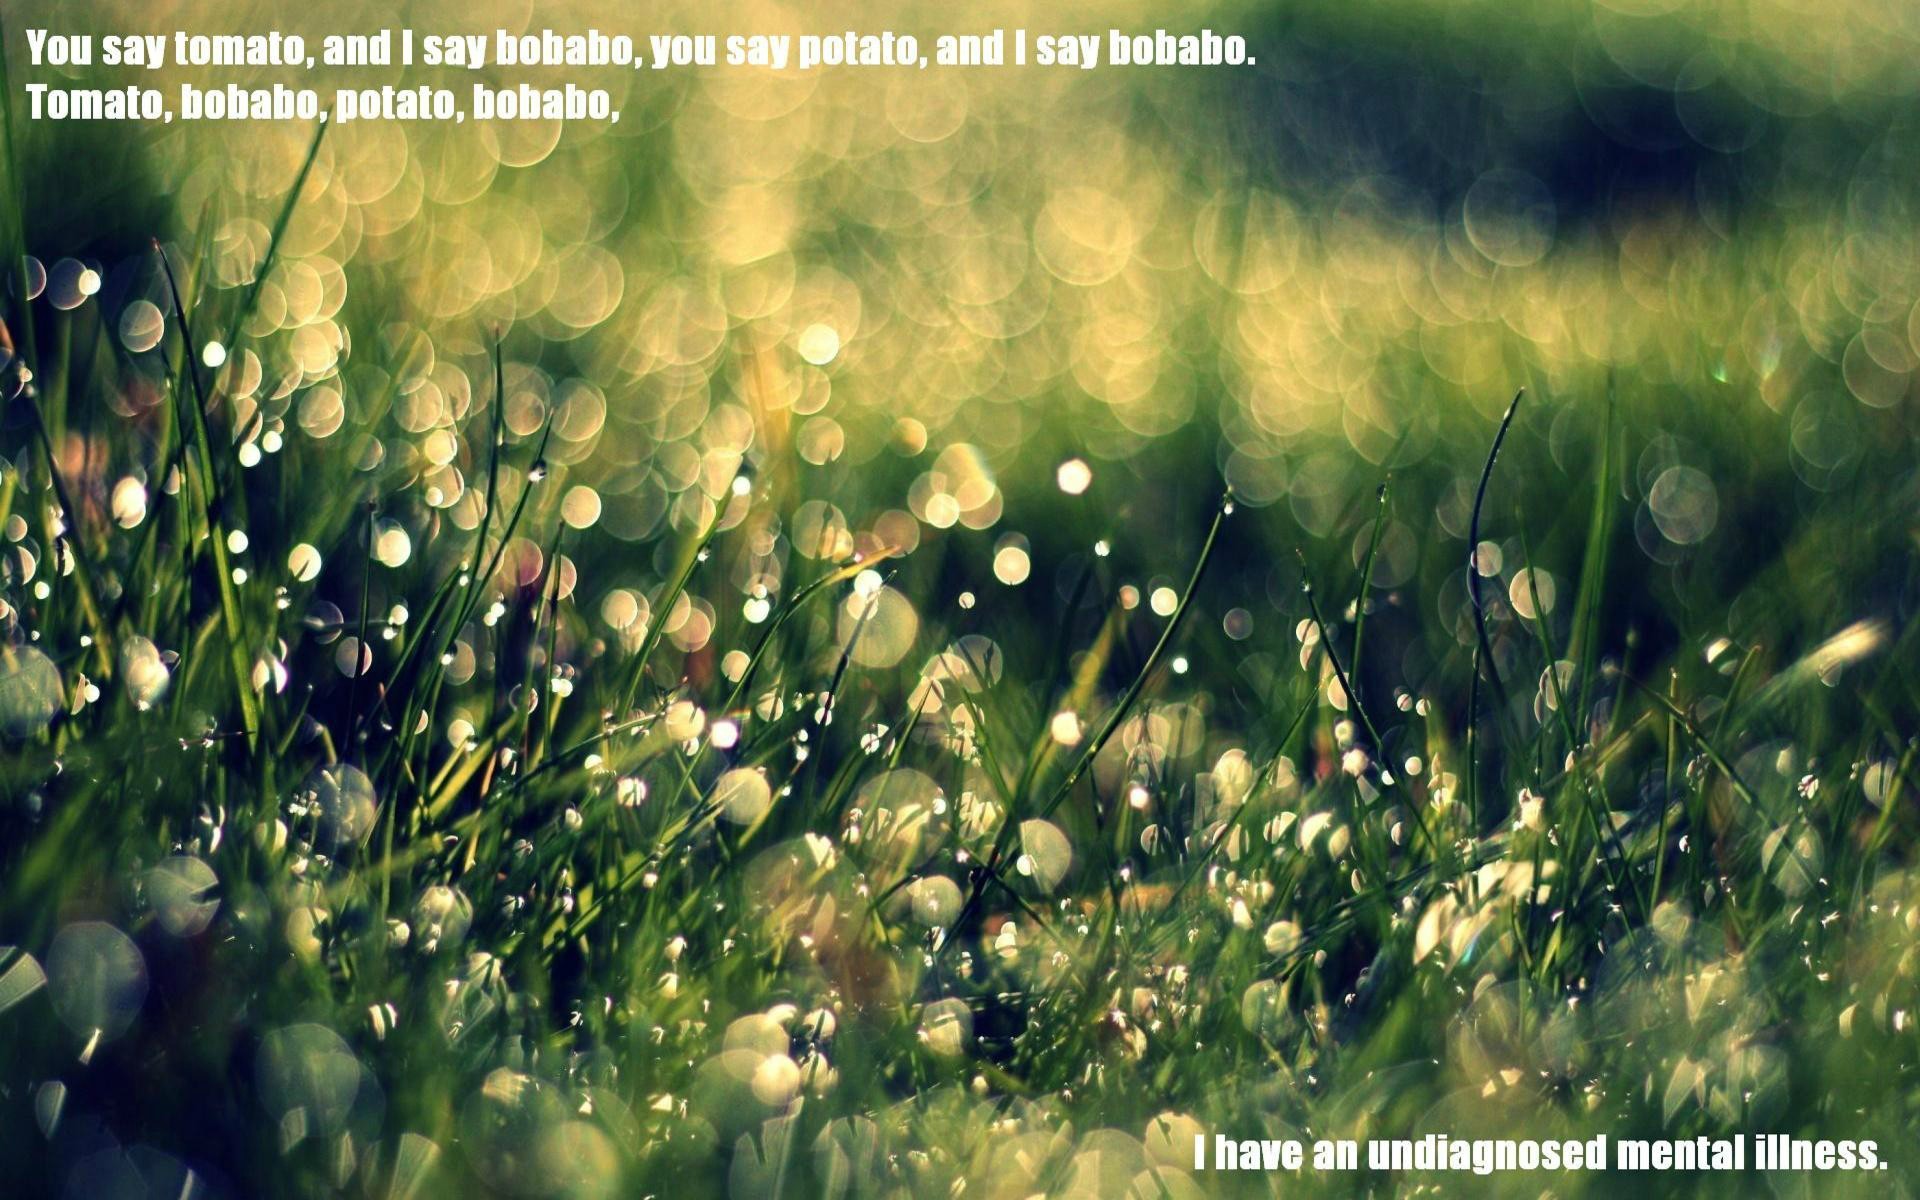 You say tomato, and I say bobabo, you say potato, and I say bobabo.
Tomato, bobabo, potato, bobabo,
I have an undiagnosed mental illness.